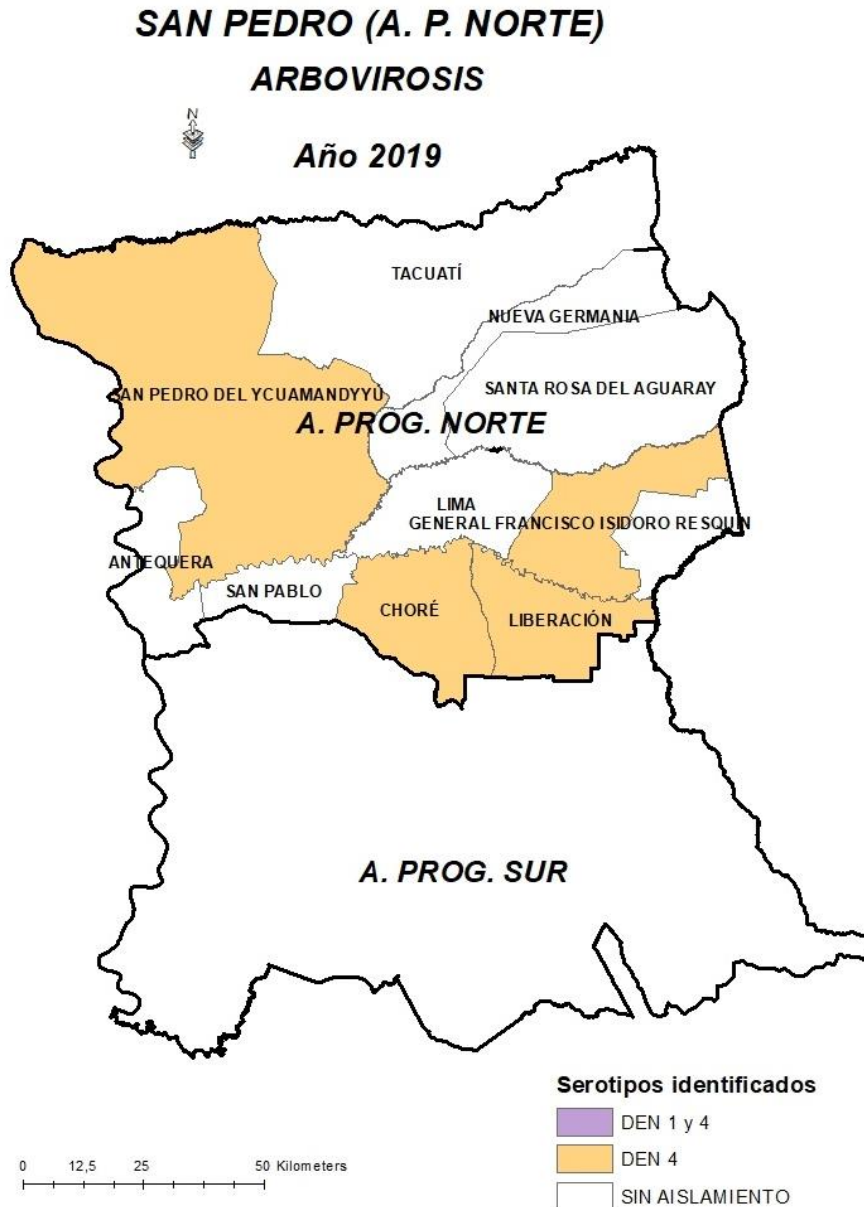 SAN PEDRO (A. P. NORTE)
ARBOVIROSIS
N
Año 2019
TACUATÍ
NUEVA GERMANIA
SAN PEDRO DEL YCUAMANDYYÚ
SANTA ROSA DEL AGUARAY
A. PROG. NORTE
LIMA
GENERAL FRANCISCO ISIDORO RESQUIN
ANTEQUERA
SAN PABLO
CHORÉ
LIBERACIÓN
A. PROG. SUR
Serotipos identificados
DEN 1 y 4
DEN 4
SIN AISLAMIENTO
0 12,5 25 50 Kilometers